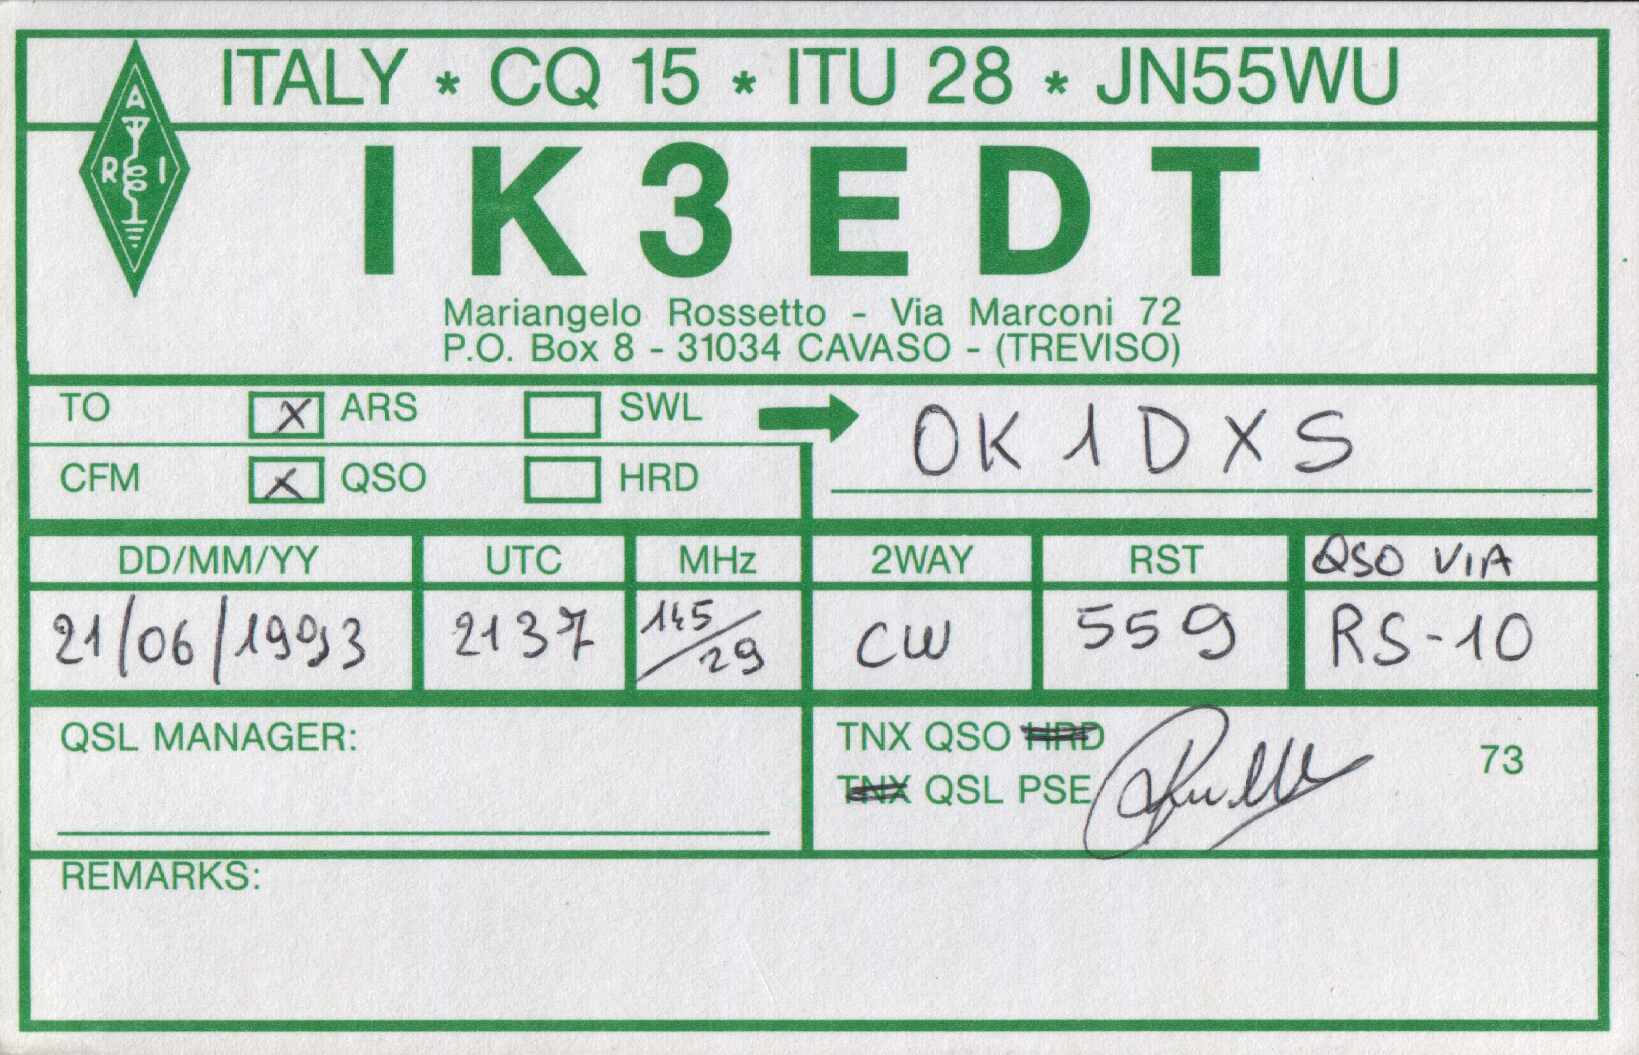 ITALY * CQ 15 * ITU 28 * JN55WU
A
R I
IK3EDT
Mariangelo Rossetto - Via Marconi 72
P.O. Box 8 - 31034 CAVASO - (TREVISO)
TO X ARS SWL OK1DXS
CFM X QSO HRD
DD/MM/YY UTC MHz 2WAY RST QSO VIA
21/06/1993 2137 145/29 CW 559 RS-10
QSL MANAGER:
TNX QSO HRD 73
TNX QSL PSE
REMARKS: